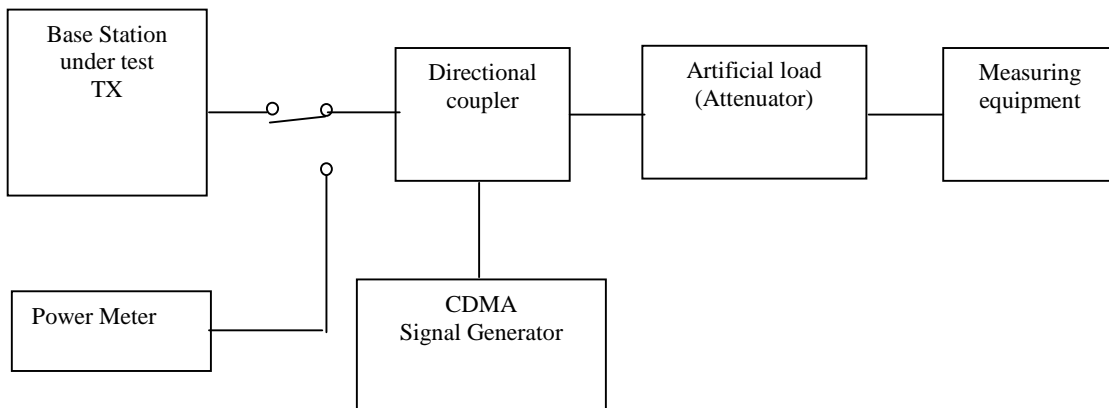 Base Station
under test
TX
Directional
coupler
Artificial load
(Attenuator)
Measuring
equipment
Power Meter
CDMA
Signal Generator